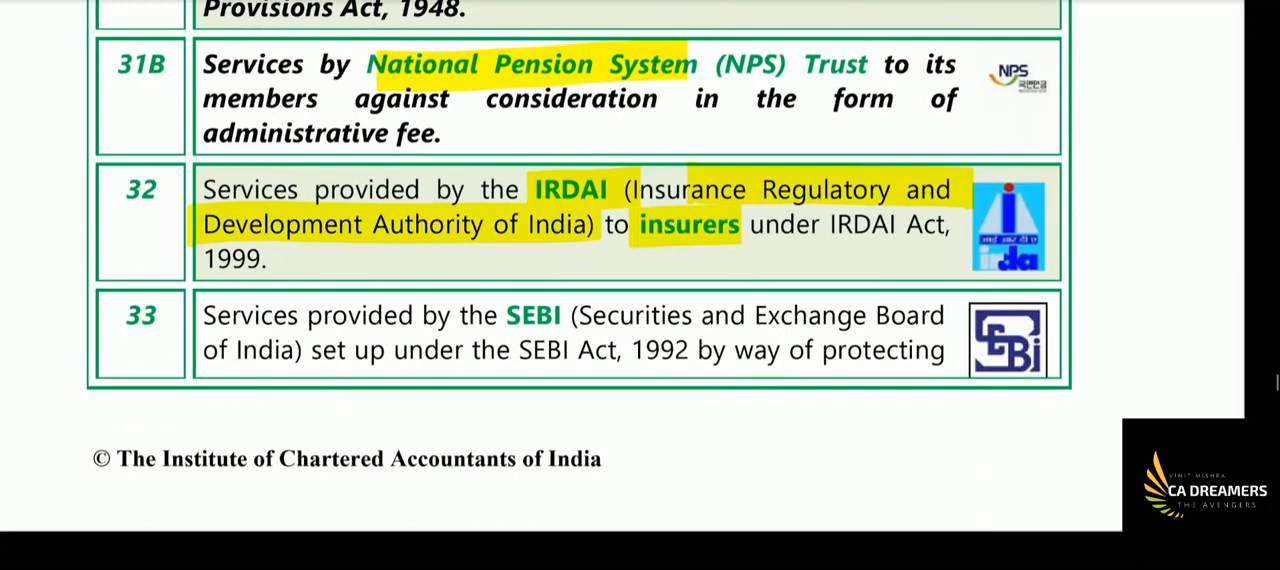 Provisions Act, 1948.
31B
Services by National Pension System (NPS) Trust to its
members against consideration in the form of
administrative fee.
NPS
32
Services provided by the IRDAI (Insurance Regulatory and
Development Authority of India) to insurers under IRDAI Act,
1999.
irda
33
Services provided by the SEBI (Securities and Exchange Board
of India) set up under the SEBI Act, 1992 by way of protecting
SEBI
© The Institute of Chartered Accountants of India
VINIT MISHRA
CA DREAMERS
THE AVENGERS